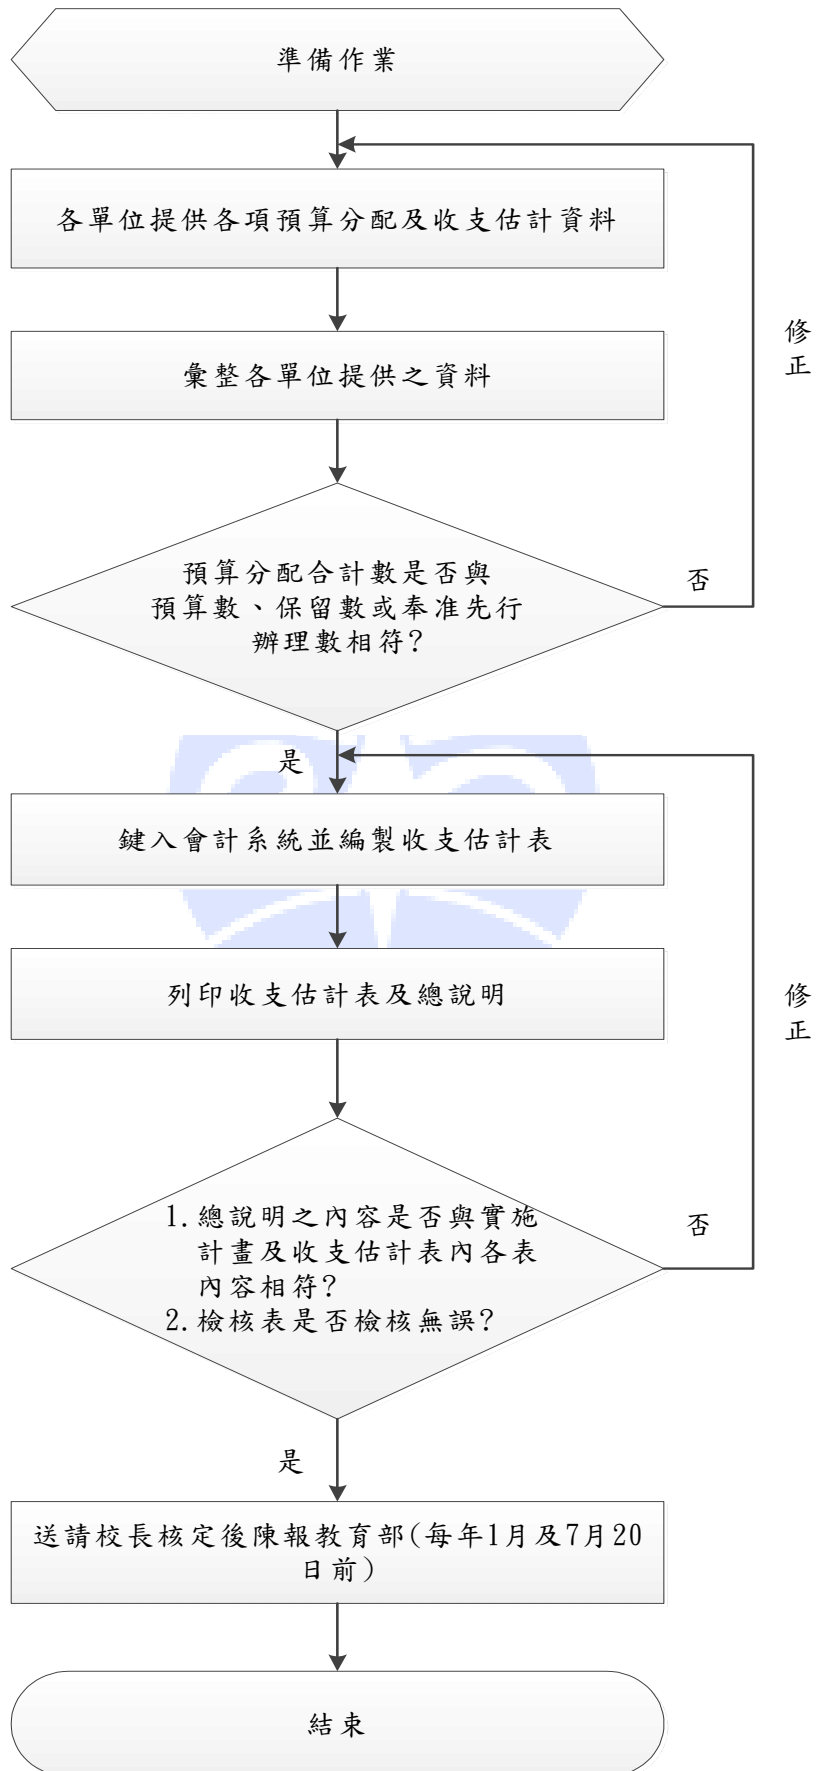 準備作業
各單位提供各項預算分配及收支估計資料
修
正
彙整各單位提供之資料
預算分配合計數是否與
預算數、保留數或奉准先行
辦理數相符?
否
是
鍵入會計系統並編製收支估計表
列印收支估計表及總說明
修
正
1.總說明之內容是否與實施
計畫及收支估計表內各表
內容相符?
2.檢核表是否檢核無誤?
否
是
送請校長核定後陳報教育部(每年1月及7月20
日前)
結束